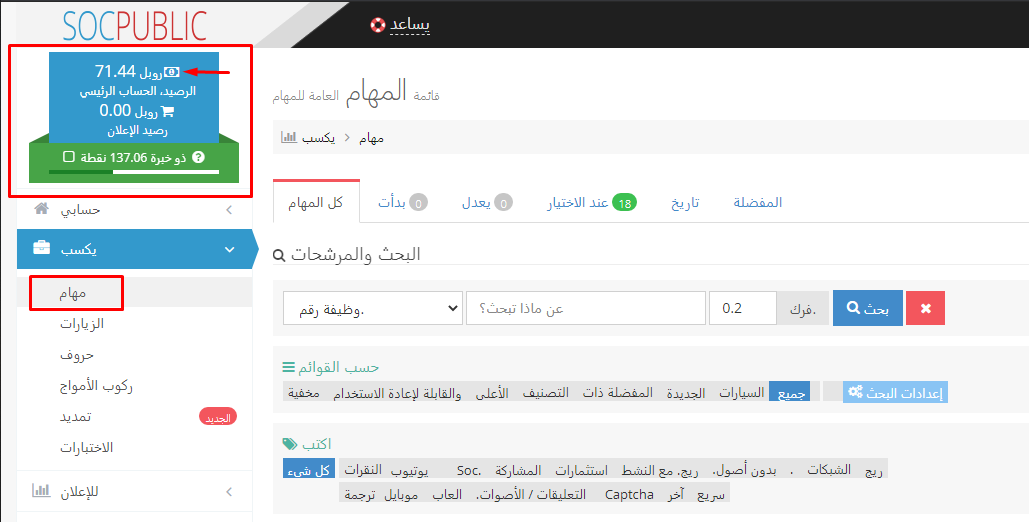 SOCPUBLIC
يساعد
71.44 روبل
الرصيد، الحساب الرئيسي
0.00 روبل
رصيد الإعلان
ذو خبرة 137.06 نقطة
حسابي
يكسب
مهام
الزيارات
حروف
ركوب الأمواج
تمديد
الجديد
الاختبارات
للإعلان
قائمة المهام العامة للمهام
يكسب > مهام
كل المهام
بدأت 0
يعدل 0
عند الاختيار 18
تاريخ
المفضلة
البحث والمرشحات
وظيفة رقم.
عن ماذا تبحث؟
0.2
فرك.
بحث
حسب القوائم
جميع السيارات الجديدة المفضلة ذات التصنيف الأعلى والقابلة لإعادة الاستخدام مخفية
إعدادات البحث
اكتب
كل شيء النقرات يوتيوب Soc. المشاركة استثمارات ريج. مع النشط بدون أصول. . الشبكات ريج
ترجمة موبايل العاب التعليقات / الأصوات. Captcha آخر سريع